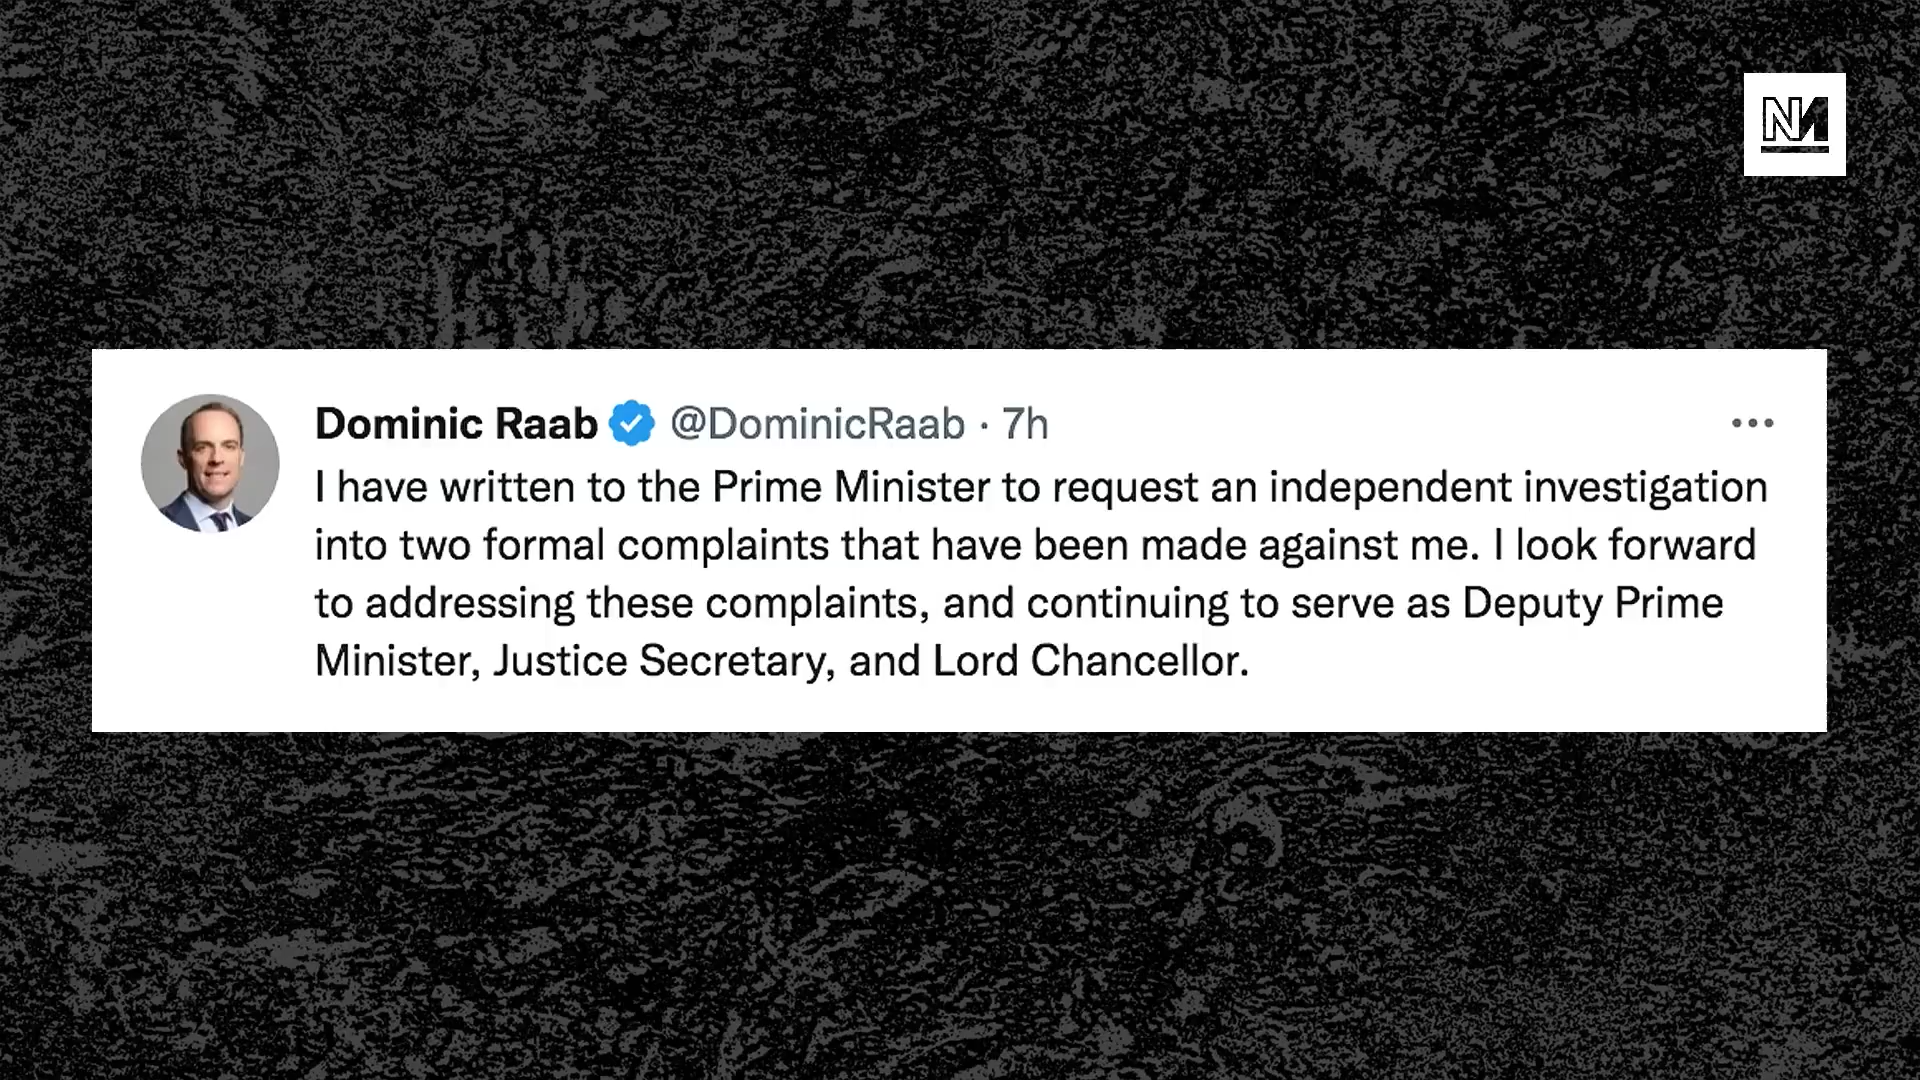 NM
Dominic Raab @DominicRaab · 7h
I have written to the Prime Minister to request an independent investigation
into two formal complaints that have been made against me. I look forward
to addressing these complaints, and continuing to serve as Deputy Prime
Minister, Justice Secretary, and Lord Chancellor.